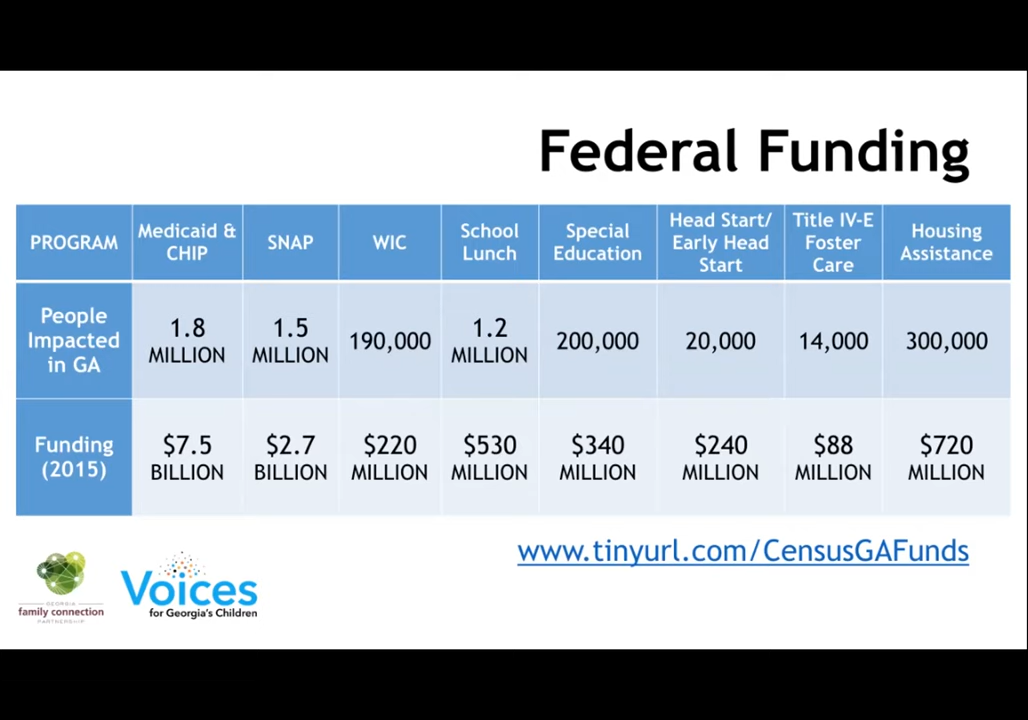 Federal Funding
PROGRAM
Medicaid &
CHIP
SNAP
WIC
School
Lunch
Special
Education
Head Start/
Early Head
Start
Title IV-E
Foster
Care
Housing
Assistance
People
Impacted
in GA
1.8
MILLION
1.5
MILLION
190,000
1.2
MILLION
200,000
20,000
14,000
300,000
Funding
(2015)
$7.5
BILLION
$2.7
BILLION
$220
MILLION
$530
MILLION
$340
MILLION
$240
MILLION
$88
MILLION
$720
MILLION
www.tinyurl.com/CensusGAFunds
GEORGIA
family connection
PARTNERSHIP
Voices
for Georgia's Children